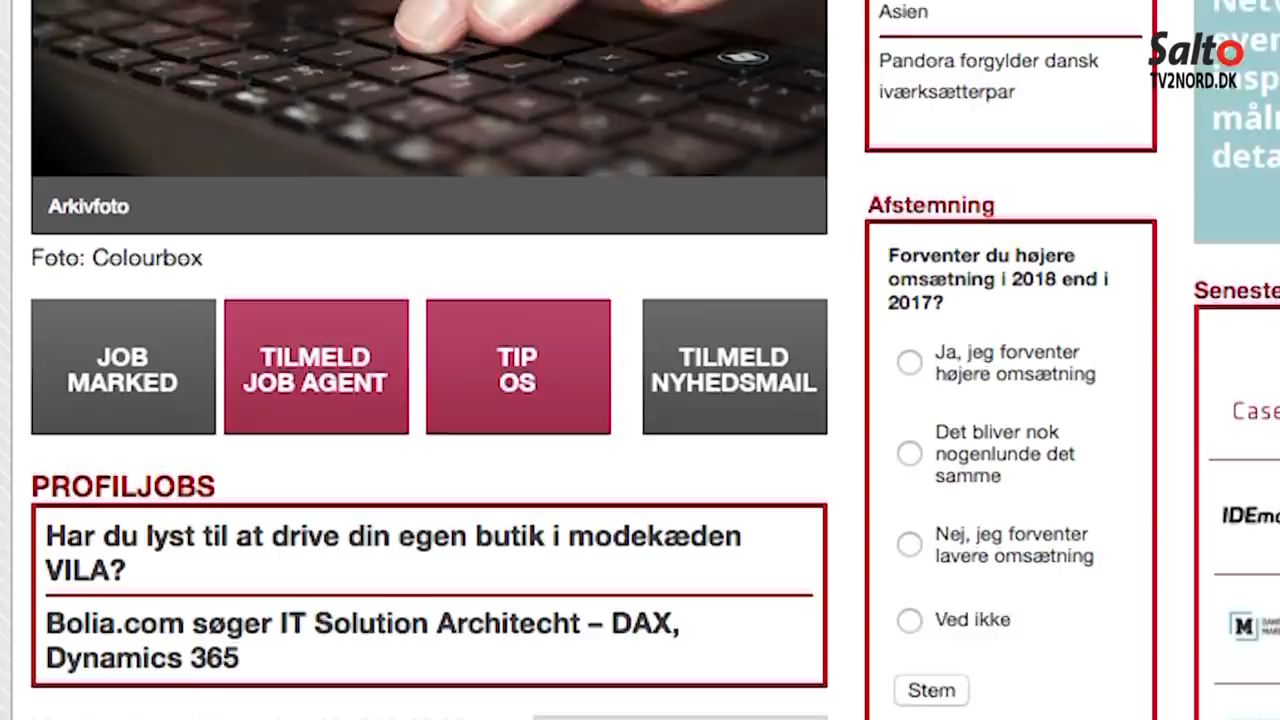 Asien
Pandora forgylder dansk
iværksætterpar
Salto
TV2NORD.DK
Arkivfoto
Foto: Colourbox
JOB
MARKED
TILMELD
JOB AGENT
TIP
OS
TILMELD
NYHEDSMAIL
PROFILJOBS
Har du lyst til at drive din egen butik i modekæden
VILA?
Bolia.com søger IT Solution Architecht – DAX,
Dynamics 365
Afstemning
Forventer du højere
omsætning i 2018 end i
2017?
Ja, jeg forventer
højere omsætning
Det bliver nok
nogenlunde det
samme
Nej, jeg forventer
lavere omsætning
Ved ikke
Stem
Seneste
Case